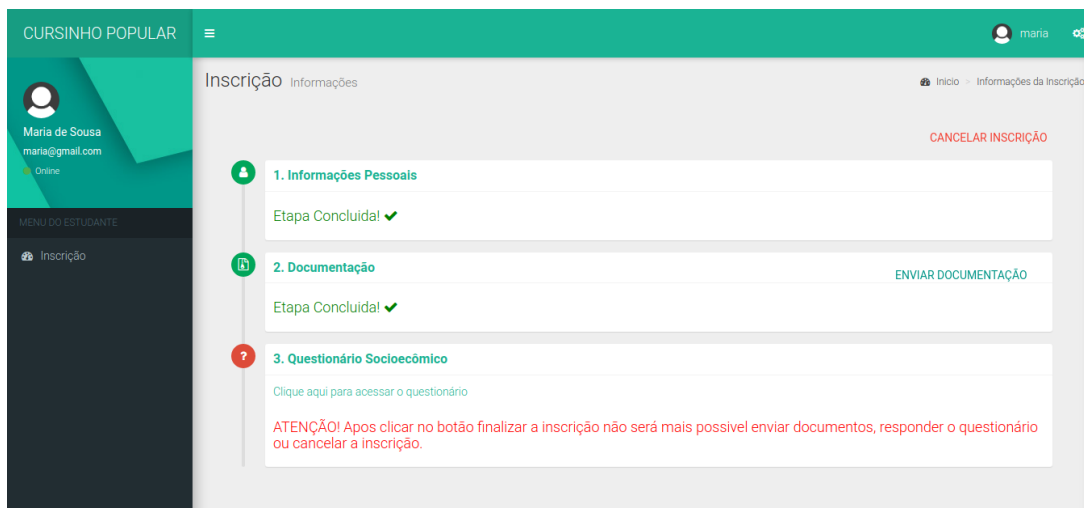 CURSINHO POPULAR
maria
Maria de Sousa
maria@gmail.com
Online
MENU DO ESTUDANTE
Inscrição
Inscrição Informações
Inicio > Informações da Inscrição
CANCELAR INSCRIÇÃO
1. Informações Pessoais
Etapa Concluida!
2. Documentação
ENVIAR DOCUMENTAÇÃO
Etapa Concluida!
?
3. Questionário Socioecômico
Clique aqui para acessar o questionário
ATENÇÃO! Apos clicar no botão finalizar a inscrição não será mais possivel enviar documentos, responder o questionário
ou cancelar a inscrição.